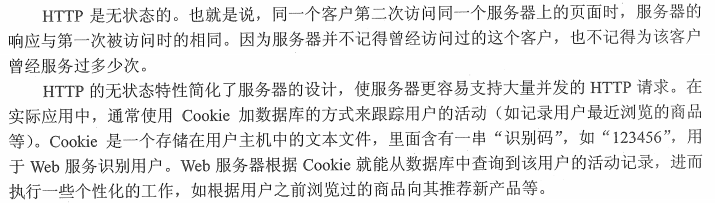 HTTP 是无状态的。也就是说，同一个客户第二次访问同一个服务器上的页面时，服务器的
响应与第一次被访问时的相同。因为服务器并不记得曾经访问过的这个客户，也不记得为该客户
曾经服务过多少次。
HTTP 的无状态特性简化了服务器的设计，使服务器更容易支持大量并发的 HTTP 请求。在
实际应用中，通常使用 Cookie 加数据库的方式来跟踪用户的活动（如记录用户最近浏览的商品
等）。Cookie 是一个存储在用户主机中的文本文件，里面含有一串“识别码”，如“123456”，用
于 Web 服务识别用户。Web 服务器根据 Cookie 就能从数据库中查询到该用户的活动记录，进而
执行一些个性化的工作，如根据用户之前浏览过的商品向其推荐新产品等。